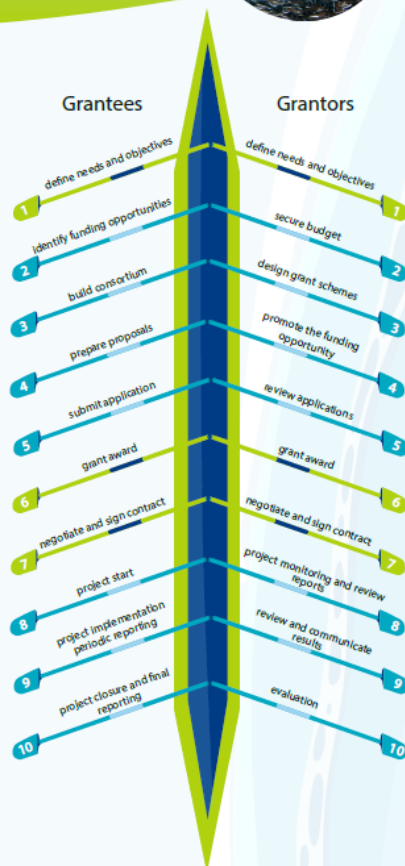 Grantees
Grantors
define needs and objectives
1
define needs and objectives
1
identify funding opportunities
2
secure budget
2
build consortium
3
design grant schemes
3
prepare proposals
4
promote the funding
opportunity
4
submit application
5
review applications
5
grant award
6
grant award
6
negotiate and sign contract
7
negotiate and sign contract
7
project start
8
project monitoring and review
reports
8
project implementation
periodic reporting
9
review and communicate
results
9
project closure and final
reporting
10
evaluation
10